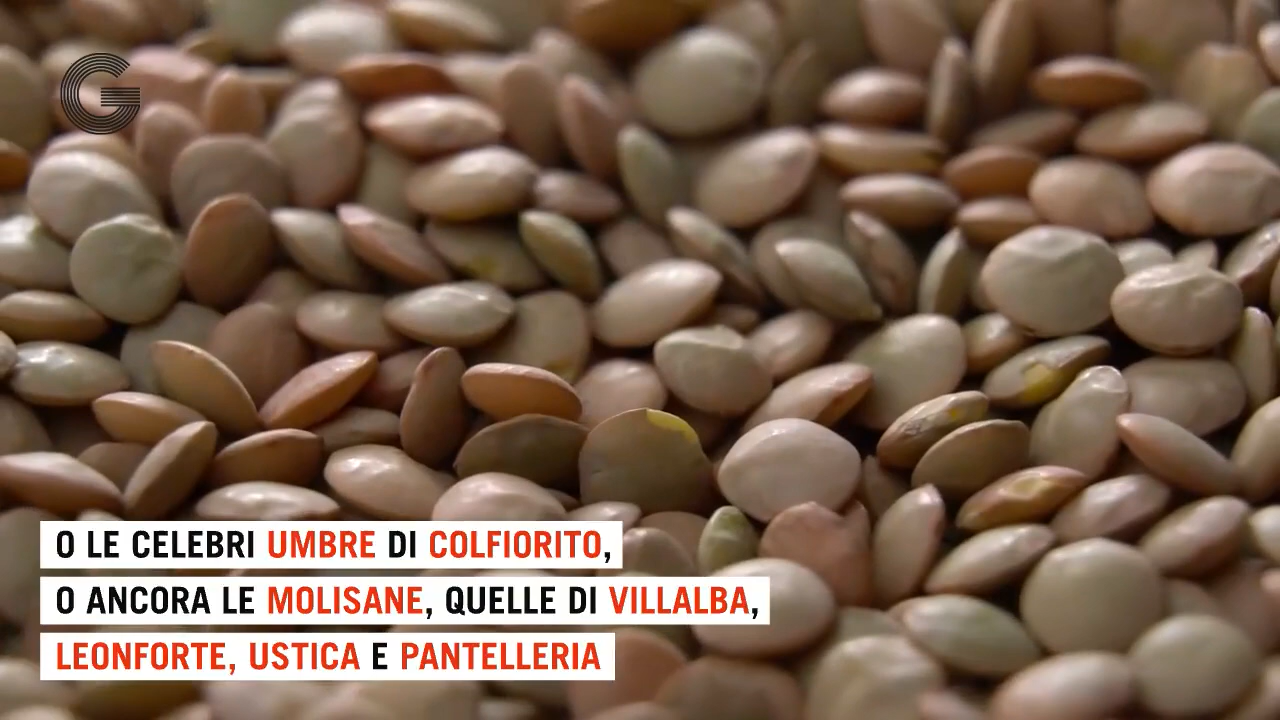 G
O LE CELEBRI UMBRE DI COLFIORITO,
O ANCORA LE MOLISANE, QUELLE DI VILLALBA,
LEONFORTE, USTICA E PANTELLERIA